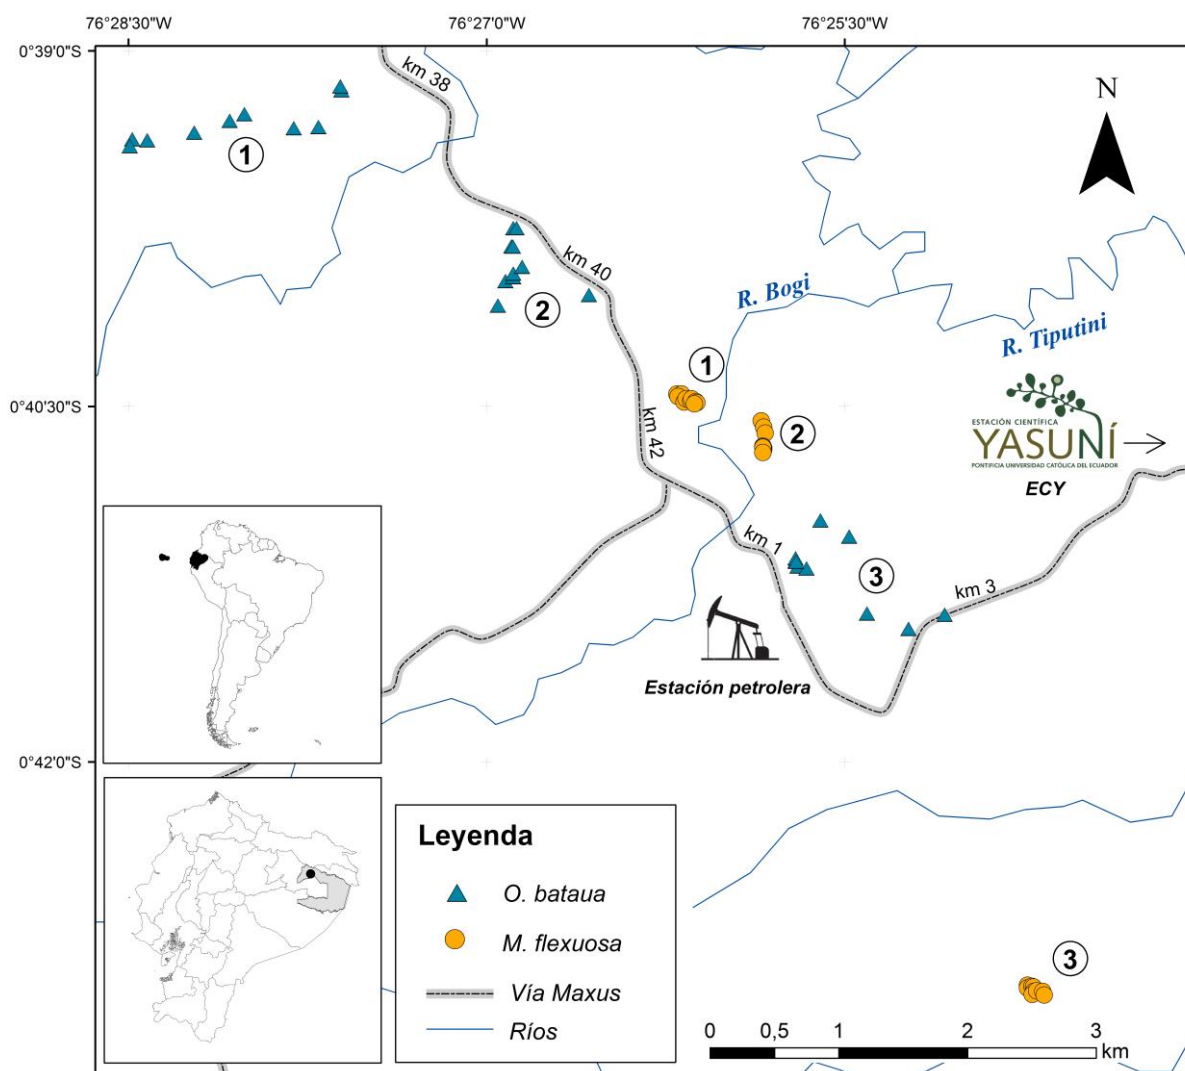 76°28'30"W
76°27'0"W
76°25'30"W
0°39'0"S
km 38
N
1
km 40
R. Bogi
2
R. Tiputini
1
0°40'30"S
km 42
2
ESTACIÓN CIENTÍFICA
YASUNÍ
PONTIFICIA UNIVERSIDAD CATÓLICA DEL ECUADOR
ECY
km 1
3
km 3
Estación petrolera
0°42'0"S
Leyenda
O. bataua
M. flexuosa
Vía Maxus
Ríos
3
0 0,5 1 2 3
km